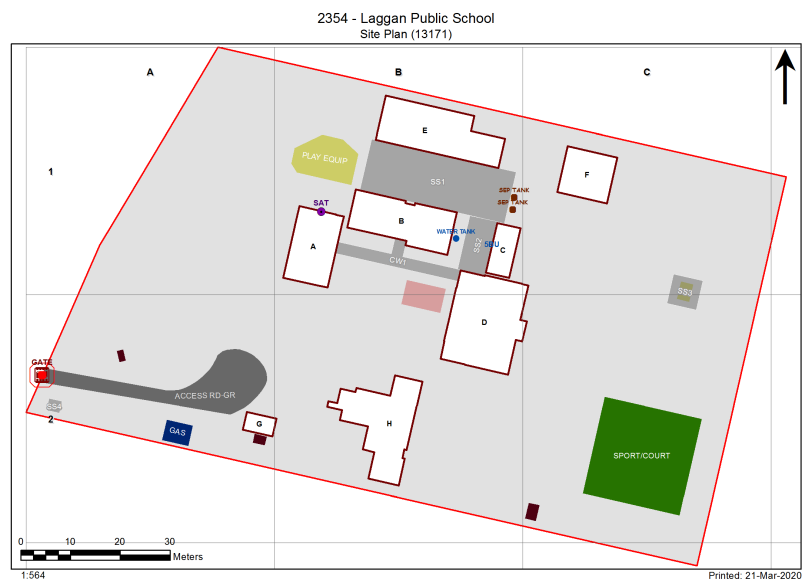 2354 - Laggan Public School
Site Plan (13171)
A
B
C
E
PLAY EQUIP
1
F
SS1
SEP TANK
SAT
SEP TANK
B
WATER TANK
SS2
C
A
CW1
SS3
D
GATE
ACCESS RD-GR
SS4
2
G
H
GAS
SPORT/COURT
0
10
20
30
Meters
1:564
Printed: 21-Mar-2020